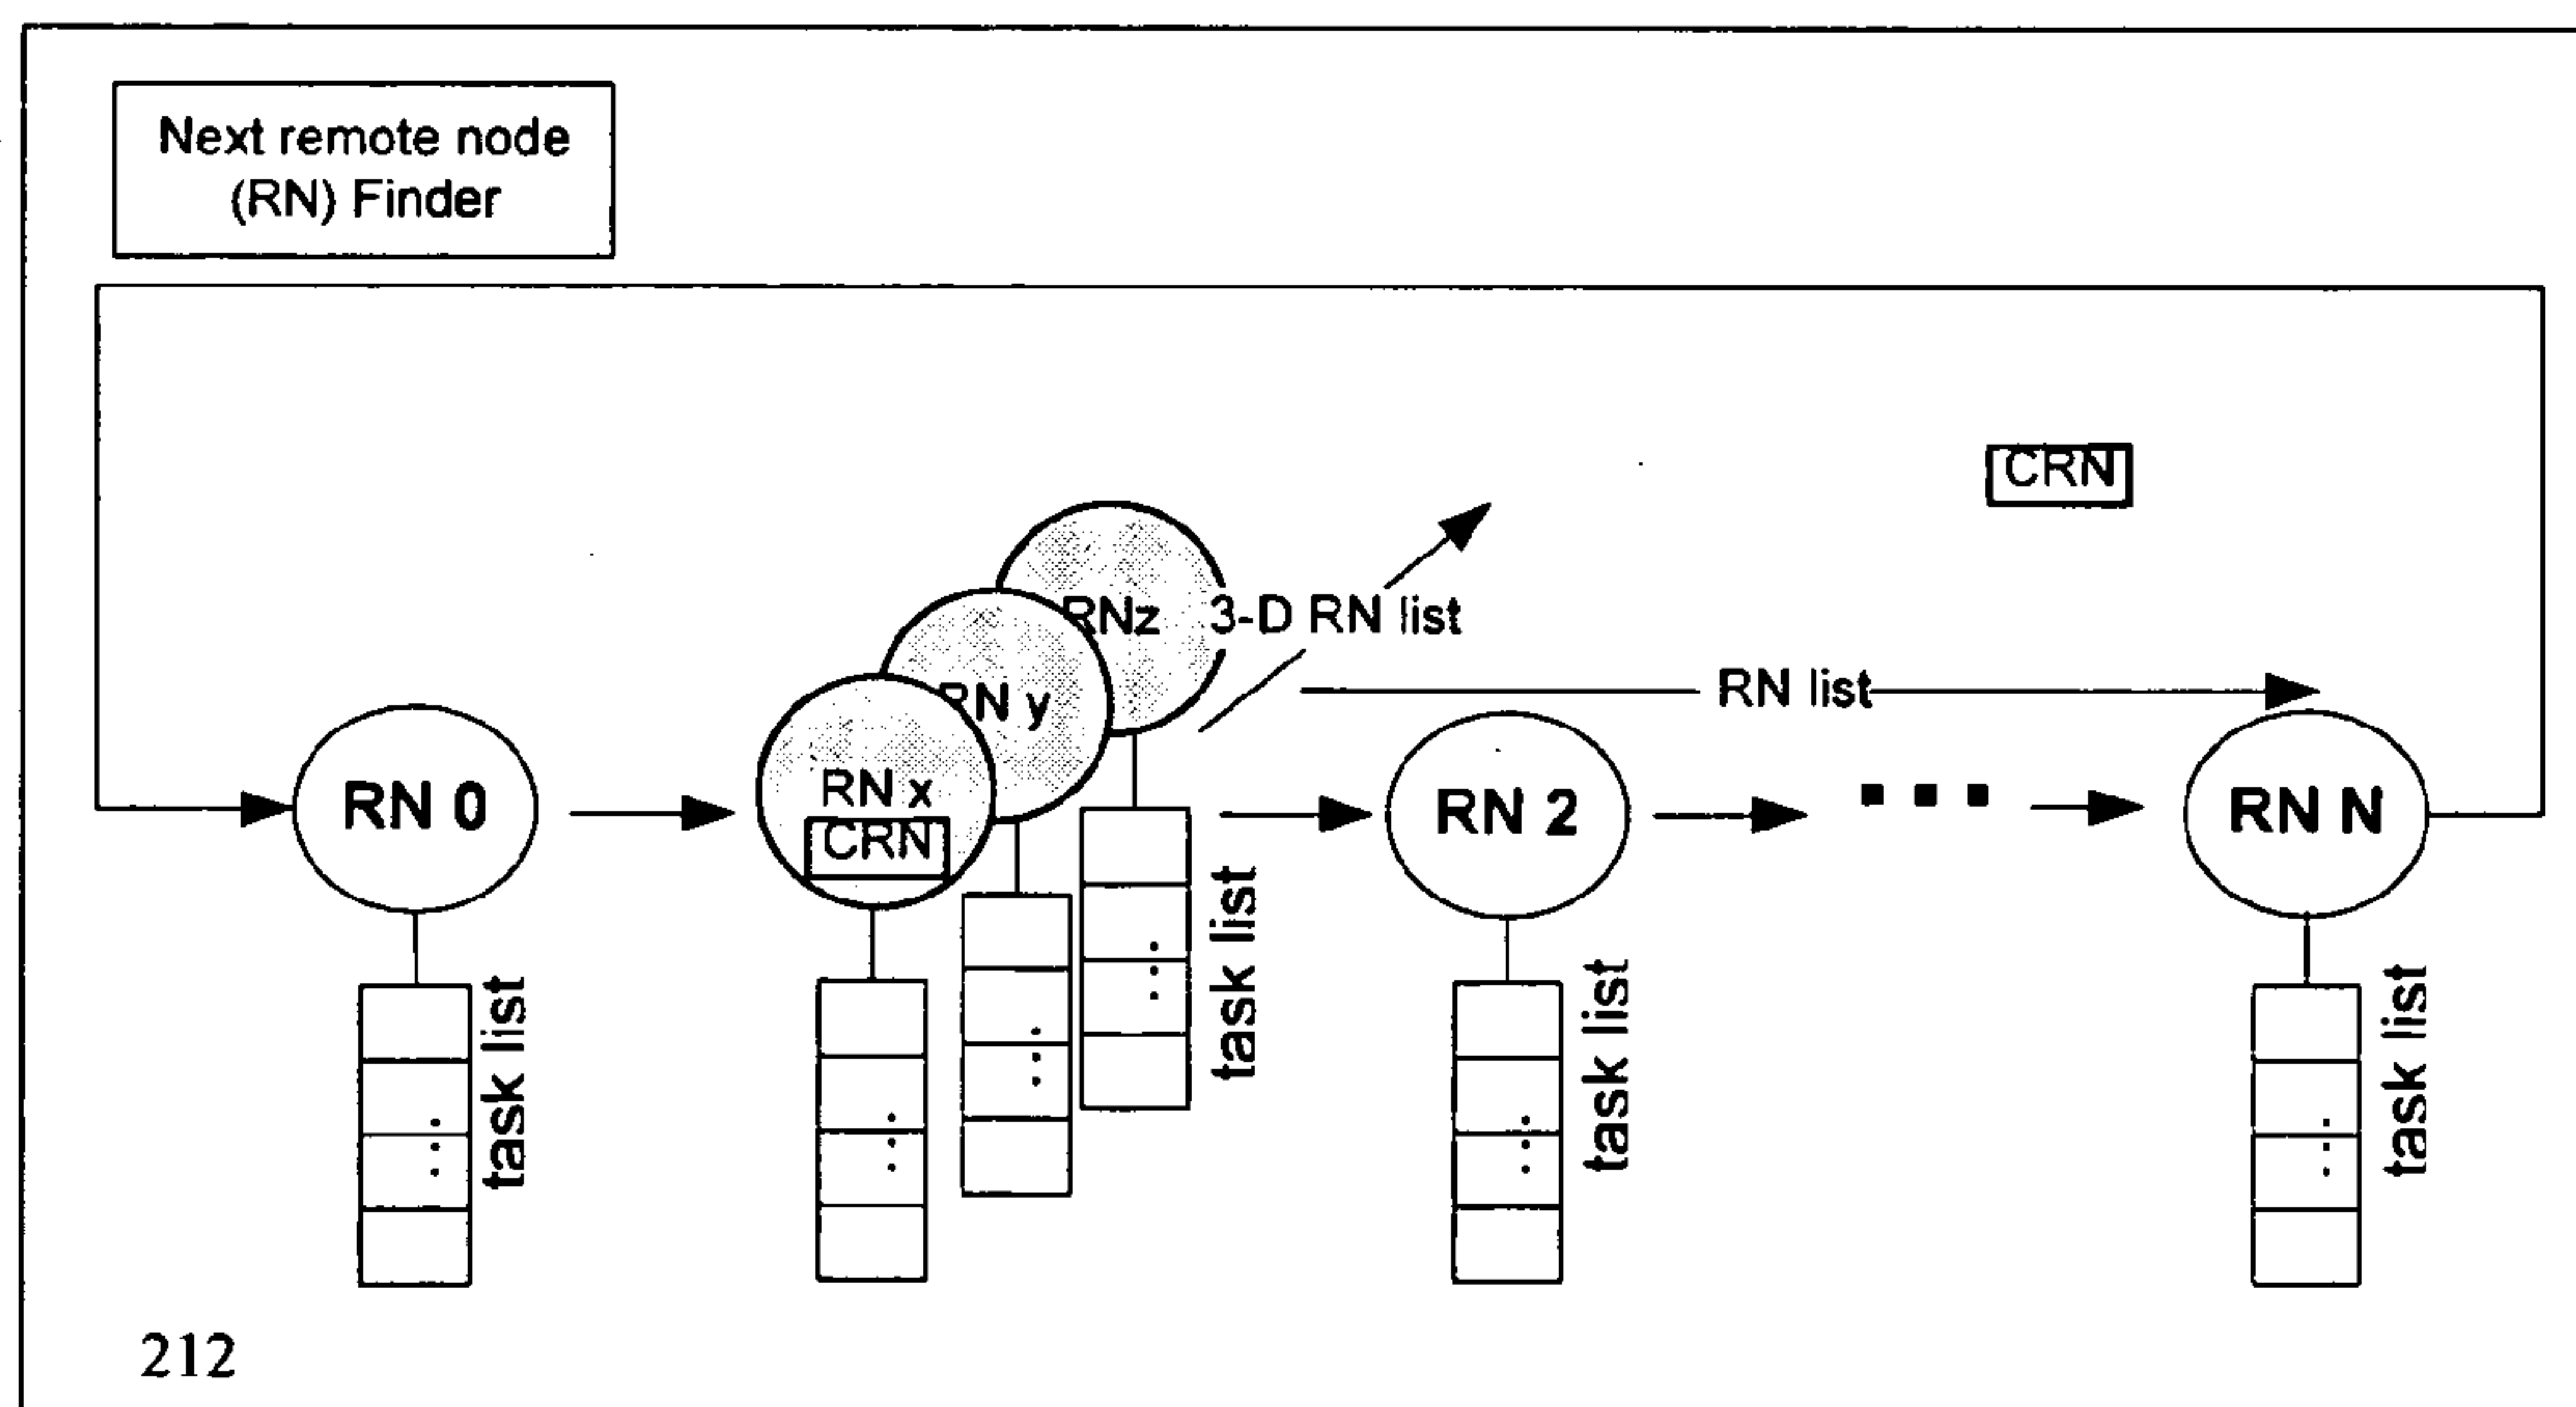 Next remote node
(RN) Finder
CRN
3-D RN list
RN list
RNz
RN y
RN x
CRN
RN 0
RN 2
RN N
task list
task list
task list
task list
212